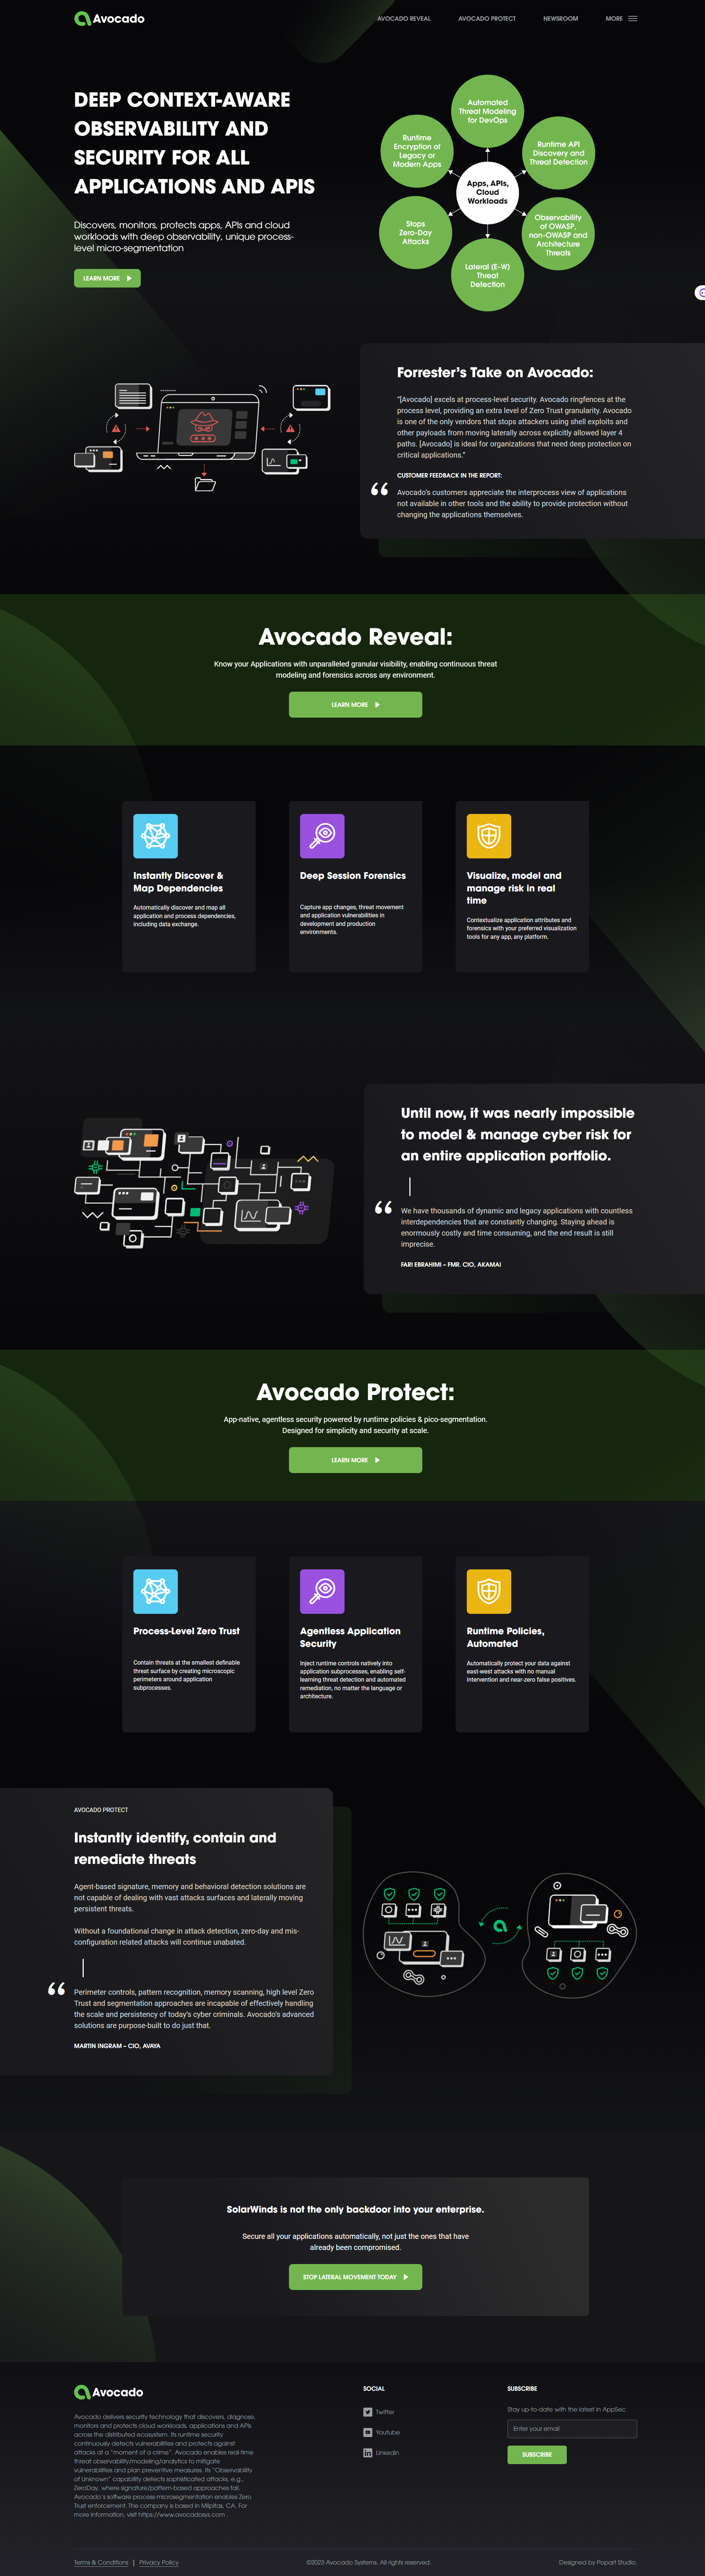 Avocado
AVOCADO REVEAL
AVOCADO PROTECT
NEWSROOM
MORE
DEEP CONTEXT-AWARE
OBSERVABILITY AND
SECURITY FOR ALL
APPLICATIONS AND APIS
Discovers, monitors, protects apps, APIs and cloud
workloads with deep observability, unique process-
level micro-segmentation
LEARN MORE
Automated
Threat Modeling
for DevOps
Runtime
Encryption of
Legacy or
Modern Apps
Runtime API
Discovery and
Threat Detection
Apps, APIs,
Cloud
Workloads
Stops
Zero-Day
Attacks
Observability
of OWASP,
non-OWASP and
Architecture
Threats
Lateral (E-W)
Threat
Detection
Forrester's Take on Avocado:
"[Avocado] excels at process-level security. Avocado ringfences at the
process level, providing an extra level of Zero Trust granularity. Avocado
is one of the only vendors that stops attackers using shell exploits and
other payloads from moving laterally across explicitly allowed layer 4
paths. [Avocado] is ideal for organizations that need deep protection on
critical applications."
CUSTOMER FEEDBACK IN THE REPORT:
Avocado's customers appreciate the interprocess view of applications
not available in other tools and the ability to provide protection without
changing the applications themselves.
Avocado Reveal:
Know your Applications with unparalleled granular visibility, enabling continuous threat
modeling and forensics across any environment.
LEARN MORE
Instantly Discover &
Map Dependencies
Automatically discover and map all
application and process dependencies,
including data exchange.
Deep Session Forensics
Capture app changes, threat movement
and application vulnerabilities in
development and production
environments.
Visualize, model and
manage risk in real
time
Contextualize application attributes and
forensics with your preferred visualization
tools for any app, any platform.
Until now, it was nearly impossible
to model & manage cyber risk for
an entire application portfolio.
We have thousands of dynamic and legacy applications with countless
interdependencies that are constantly changing. Staying ahead is
enormously costly and time consuming, and the end result is still
imprecise.
FARI EBRAHIMI – FMR. CIO, AKAMAI
Avocado Protect:
App-native, agentless security powered by runtime policies & pico-segmentation.
Designed for simplicity and security at scale.
LEARN MORE
Process-Level Zero Trust
Contain threats at the smallest definable
threat surface by creating microscopic
perimeters around application
subprocesses.
Agentless Application
Security
Inject runtime controls natively into
application subprocesses, enabling self-
learning threat detection and automated
remediation, no matter the language or
architecture.
Runtime Policies,
Automated
Automatically protect your data against
east-west attacks with no manual
intervention and near-zero false positives.
AVOCADO PROTECT
Instantly identify, contain and
remediate threats
Agent-based signature, memory and behavioral detection solutions are
not capable of dealing with vast attacks surfaces and laterally moving
persistent threats.
Without a foundational change in attack detection, zero-day and mis-
configuration related attacks will continue unabated.
Perimeter controls, pattern recognition, memory scanning, high level Zero
Trust and segmentation approaches are incapable of effectively handling
the scale and persistency of today's cyber criminals. Avocado's advanced
solutions are purpose-built to do just that.
MARTIN INGRAM – CIO, AVAYA
SolarWinds is not the only backdoor into your enterprise.
Secure all your applications automatically, not just the ones that have
already been compromised.
STOP LATERAL MOVEMENT TODAY
Avocado
Avocado delivers security technology that discovers, diagnose,
monitors and protects cloud workloads, applications and APIs
across the distributed ecosystem. Its runtime security
continously defects vulnerabilities and protects against
attacks at a "moment of a crime". Avocado enables real-time
threat observability/modeling/analytics to mitigate
vulnerabilities and plan preventive measures. Its "Observability
of Unknown" capability detects sophisticated attacks, e.g.,
ZeroDay, where signature/pattern-based approaches fail.
Avocado's software process-microsegmentation enables Zero
Trust enforcement. The company is based in Milpitas, CA. For
more information, visit https://www.avocadosys.com .
SOCIAL
Twitter
Youtube
LinkedIn
SUBSCRIBE
Stay up-to-date with the latest in AppSec
Enter your email
SUBSCRIBE
Terms & Conditions | Privacy Policy
©2023 Avocado Systems. All rights reserved.
Designed by Popart Studio.